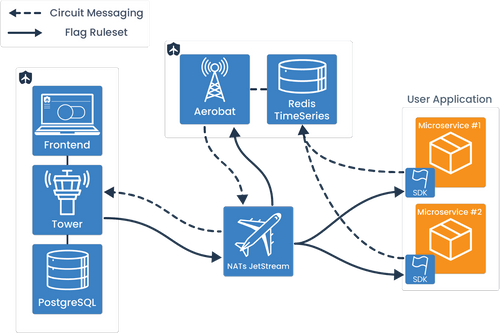 Circuit Messaging
Flag Ruleset
Frontend
Tower
PostgreSQL
Aerobat
Redis
TimeSeries
NATs JetStream
User Application
Microservice #1
SDK
Microservice #2
SDK